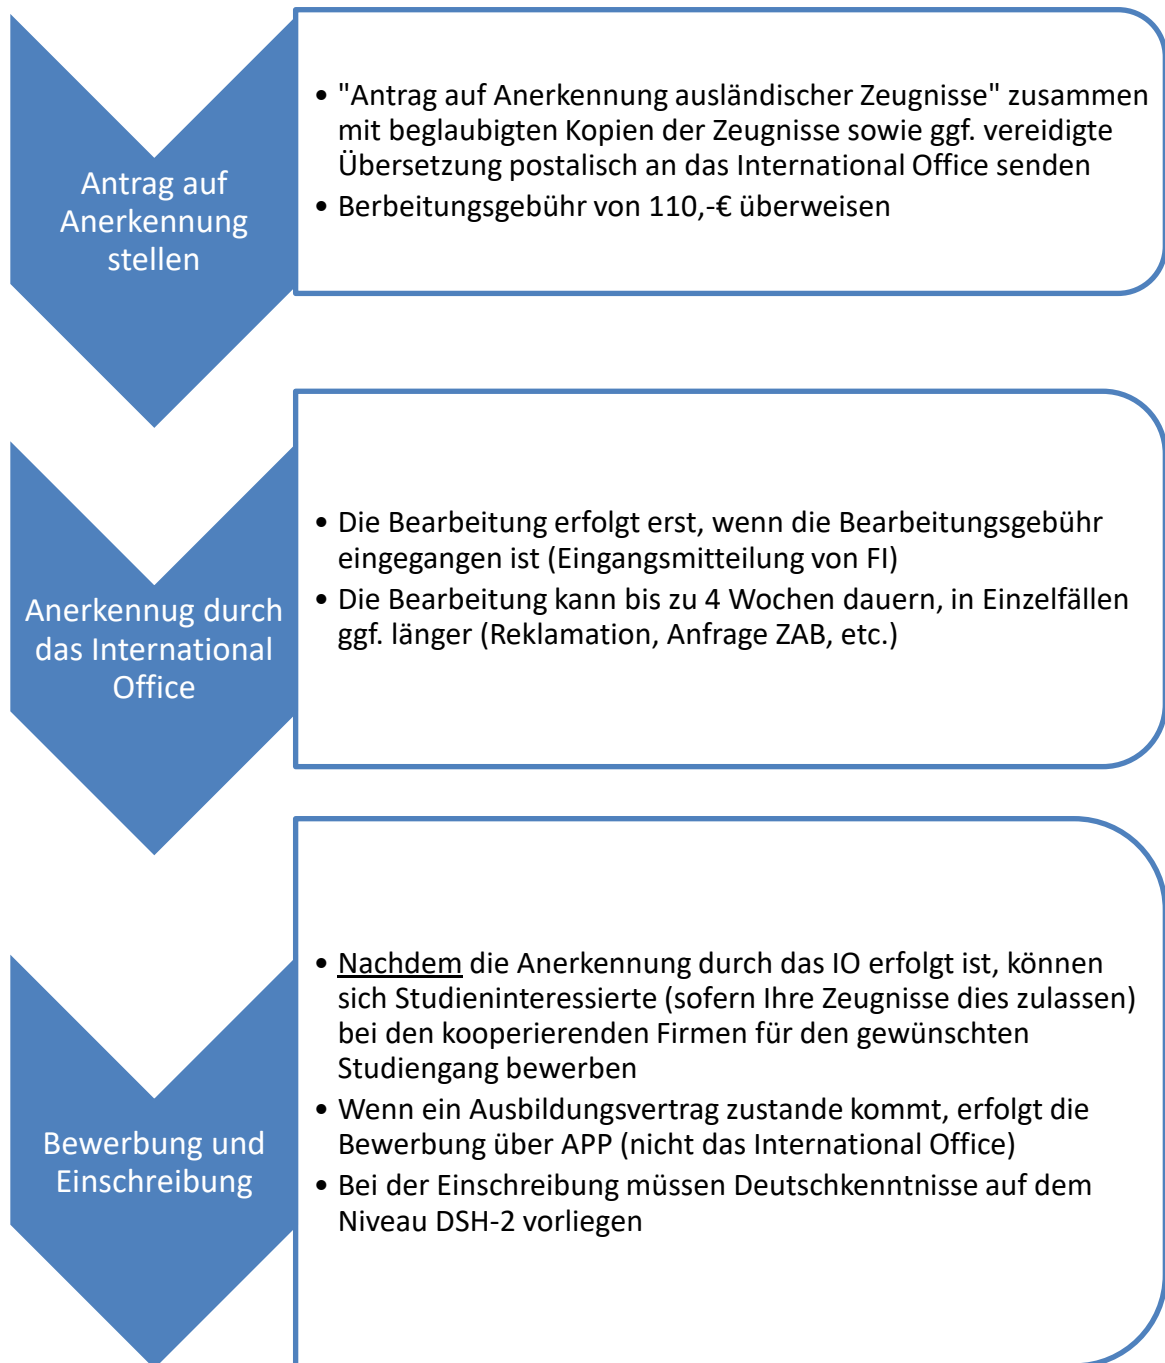 Antrag auf
Anerkennung
stellen
• "Antrag auf Anerkennung ausländischer Zeugnisse" zusammen
mit beglaubigten Kopien der Zeugnisse sowie ggf. vereidigte
Übersetzung postalisch an das International Office senden
• Berbeitungsgebühr von 110,-€ überweisen
Anerkennug durch
das International
Office
• Die Bearbeitung erfolgt erst, wenn die Bearbeitungsgebühr
eingegangen ist (Eingangsmitteilung von FI)
• Die Bearbeitung kann bis zu 4 Wochen dauern, in Einzelfällen
ggf. länger (Reklamation, Anfrage ZAB, etc.)
Bewerbung und
Einschreibung
• Nachdem die Anerkennung durch das IO erfolgt ist, können
sich Studieninteressierte (sofern Ihre Zeugnisse dies zulassen)
bei den kooperierenden Firmen für den gewünschten
Studiengang bewerben
• Wenn ein Ausbildungsvertrag zustande kommt, erfolgt die
Bewerbung über APP (nicht das International Office)
• Bei der Einschreibung müssen Deutschkenntnisse auf dem
Niveau DSH-2 vorliegen